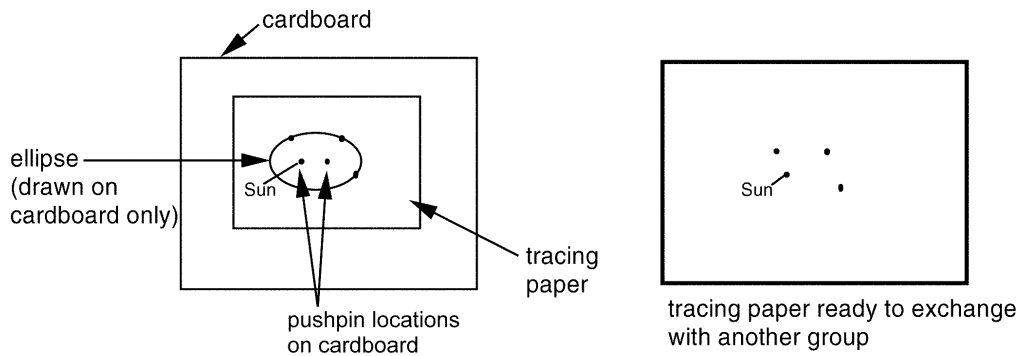 cardboard
ellipse
(drawn on
cardboard only)
Sun
tracing
paper
pushpin locations
on cardboard
Sun
tracing paper ready to exchange
with another group